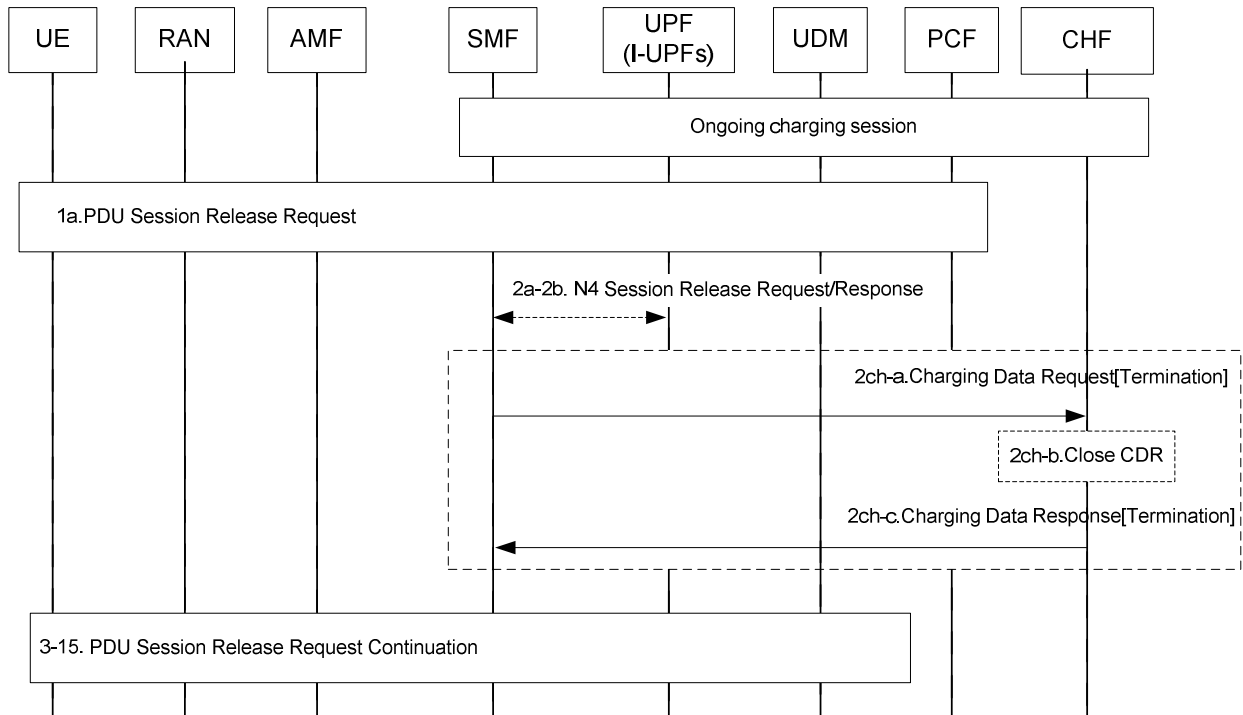 UE
RAN
AMF
SMF
UPF
(I-UPFs)
UDM
PCF
CHF
Ongoing charging session
1a.PDU Session Release Request
2a-2b. N4 Session Release Request/Response
2ch-a.Charging Data Request[Termination]
2ch-b.Close CDR
2ch-c.Charging Data Response[Termination]
3-15. PDU Session Release Request Continuation